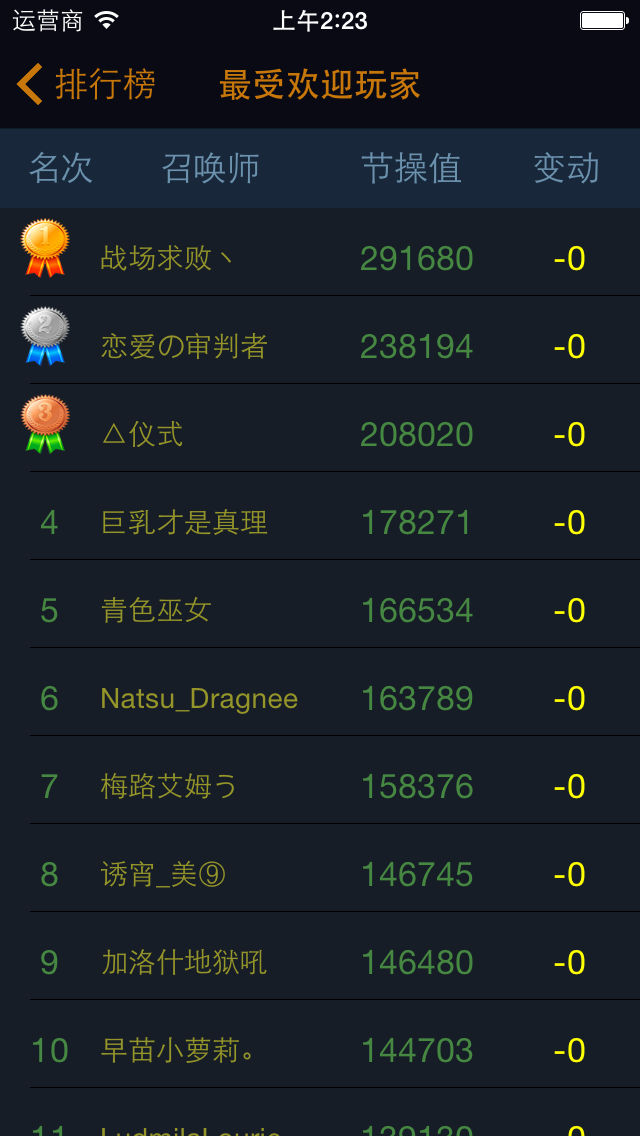 运营商 上午2:23
排行榜 最受欢迎玩家
名次 召唤师 节操值 变动
1 战场求败丶 291680 -0
2 恋爱の审判者 238194 -0
3 △仪式 208020 -0
4 巨乳才是真理 178271 -0
5 青色巫女 166534 -0
6 Natsu_Dragnee 163789 -0
7 梅路艾姆う 158376 -0
8 诱宵_美⑨ 146745 -0
9 加洛什地狱吼 146480 -0
10 早苗小萝莉。 144703 -0
11